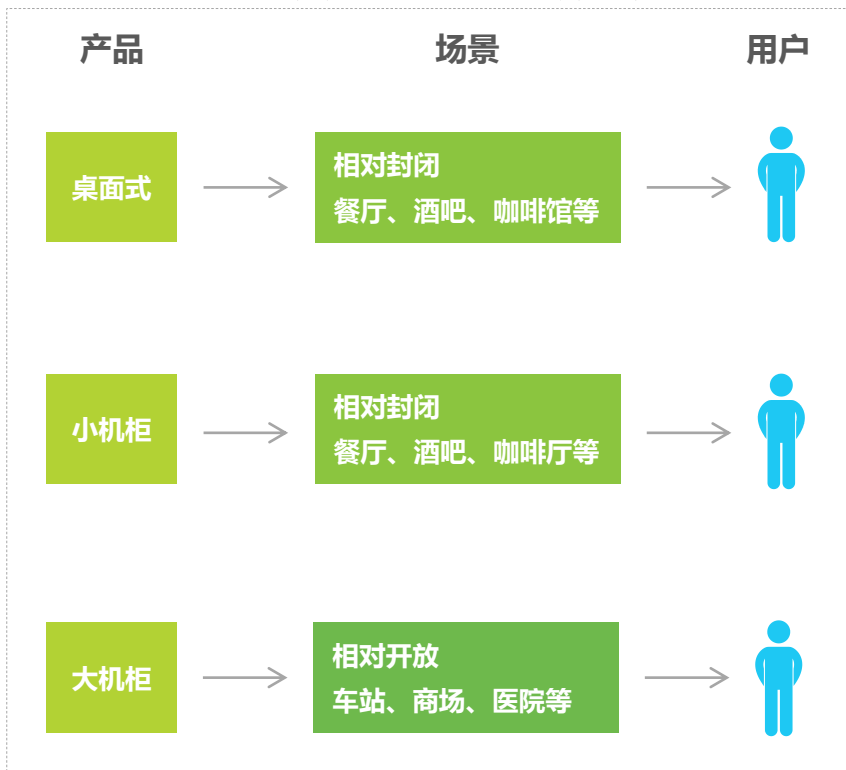 产品 场景 用户
桌面式
相对封闭
餐厅、酒吧、咖啡馆等
小机柜
相对封闭
餐厅、酒吧、咖啡厅等
大机柜
相对开放
车站、商场、医院等